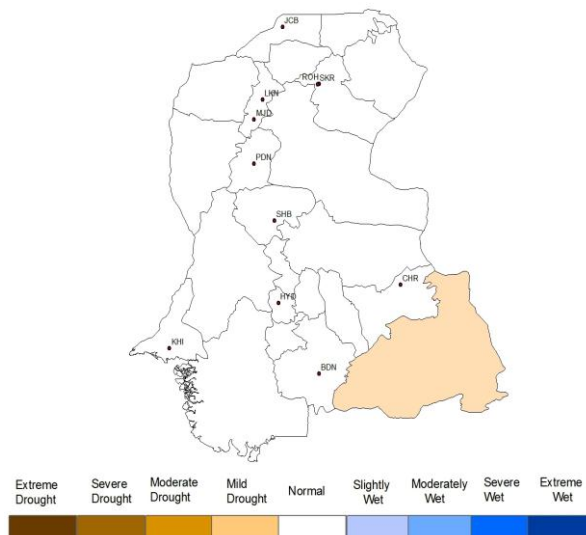 JCB
ROH SKR
LKN
MJD
PDN
SHB
CHR
HYD
KHI
BDN
Extreme Drought
Severe Drought
Moderate Drought
Mild Drought
Normal
Slightly Wet
Moderately Wet
Severe Wet
Extreme Wet